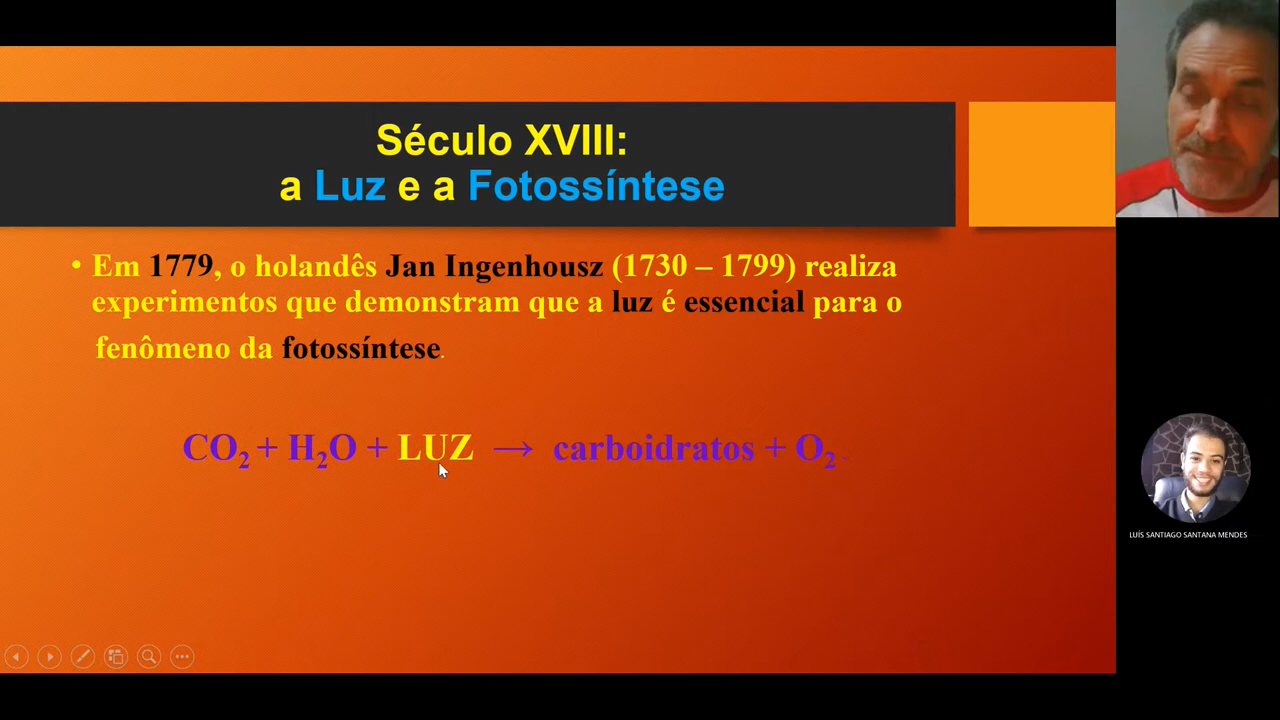 Século XVIII:
a Luz e a Fotossíntese
• Em 1779, o holandês Jan Ingenhousz (1730 – 1799) realiza
experimentos que demonstram que a luz é essencial para o
fenômeno da fotossíntese.
CO₂ + H₂O + LUZ → carboidratos + O₂ .
LUÍS SANTIAGO SANTANA MENDES